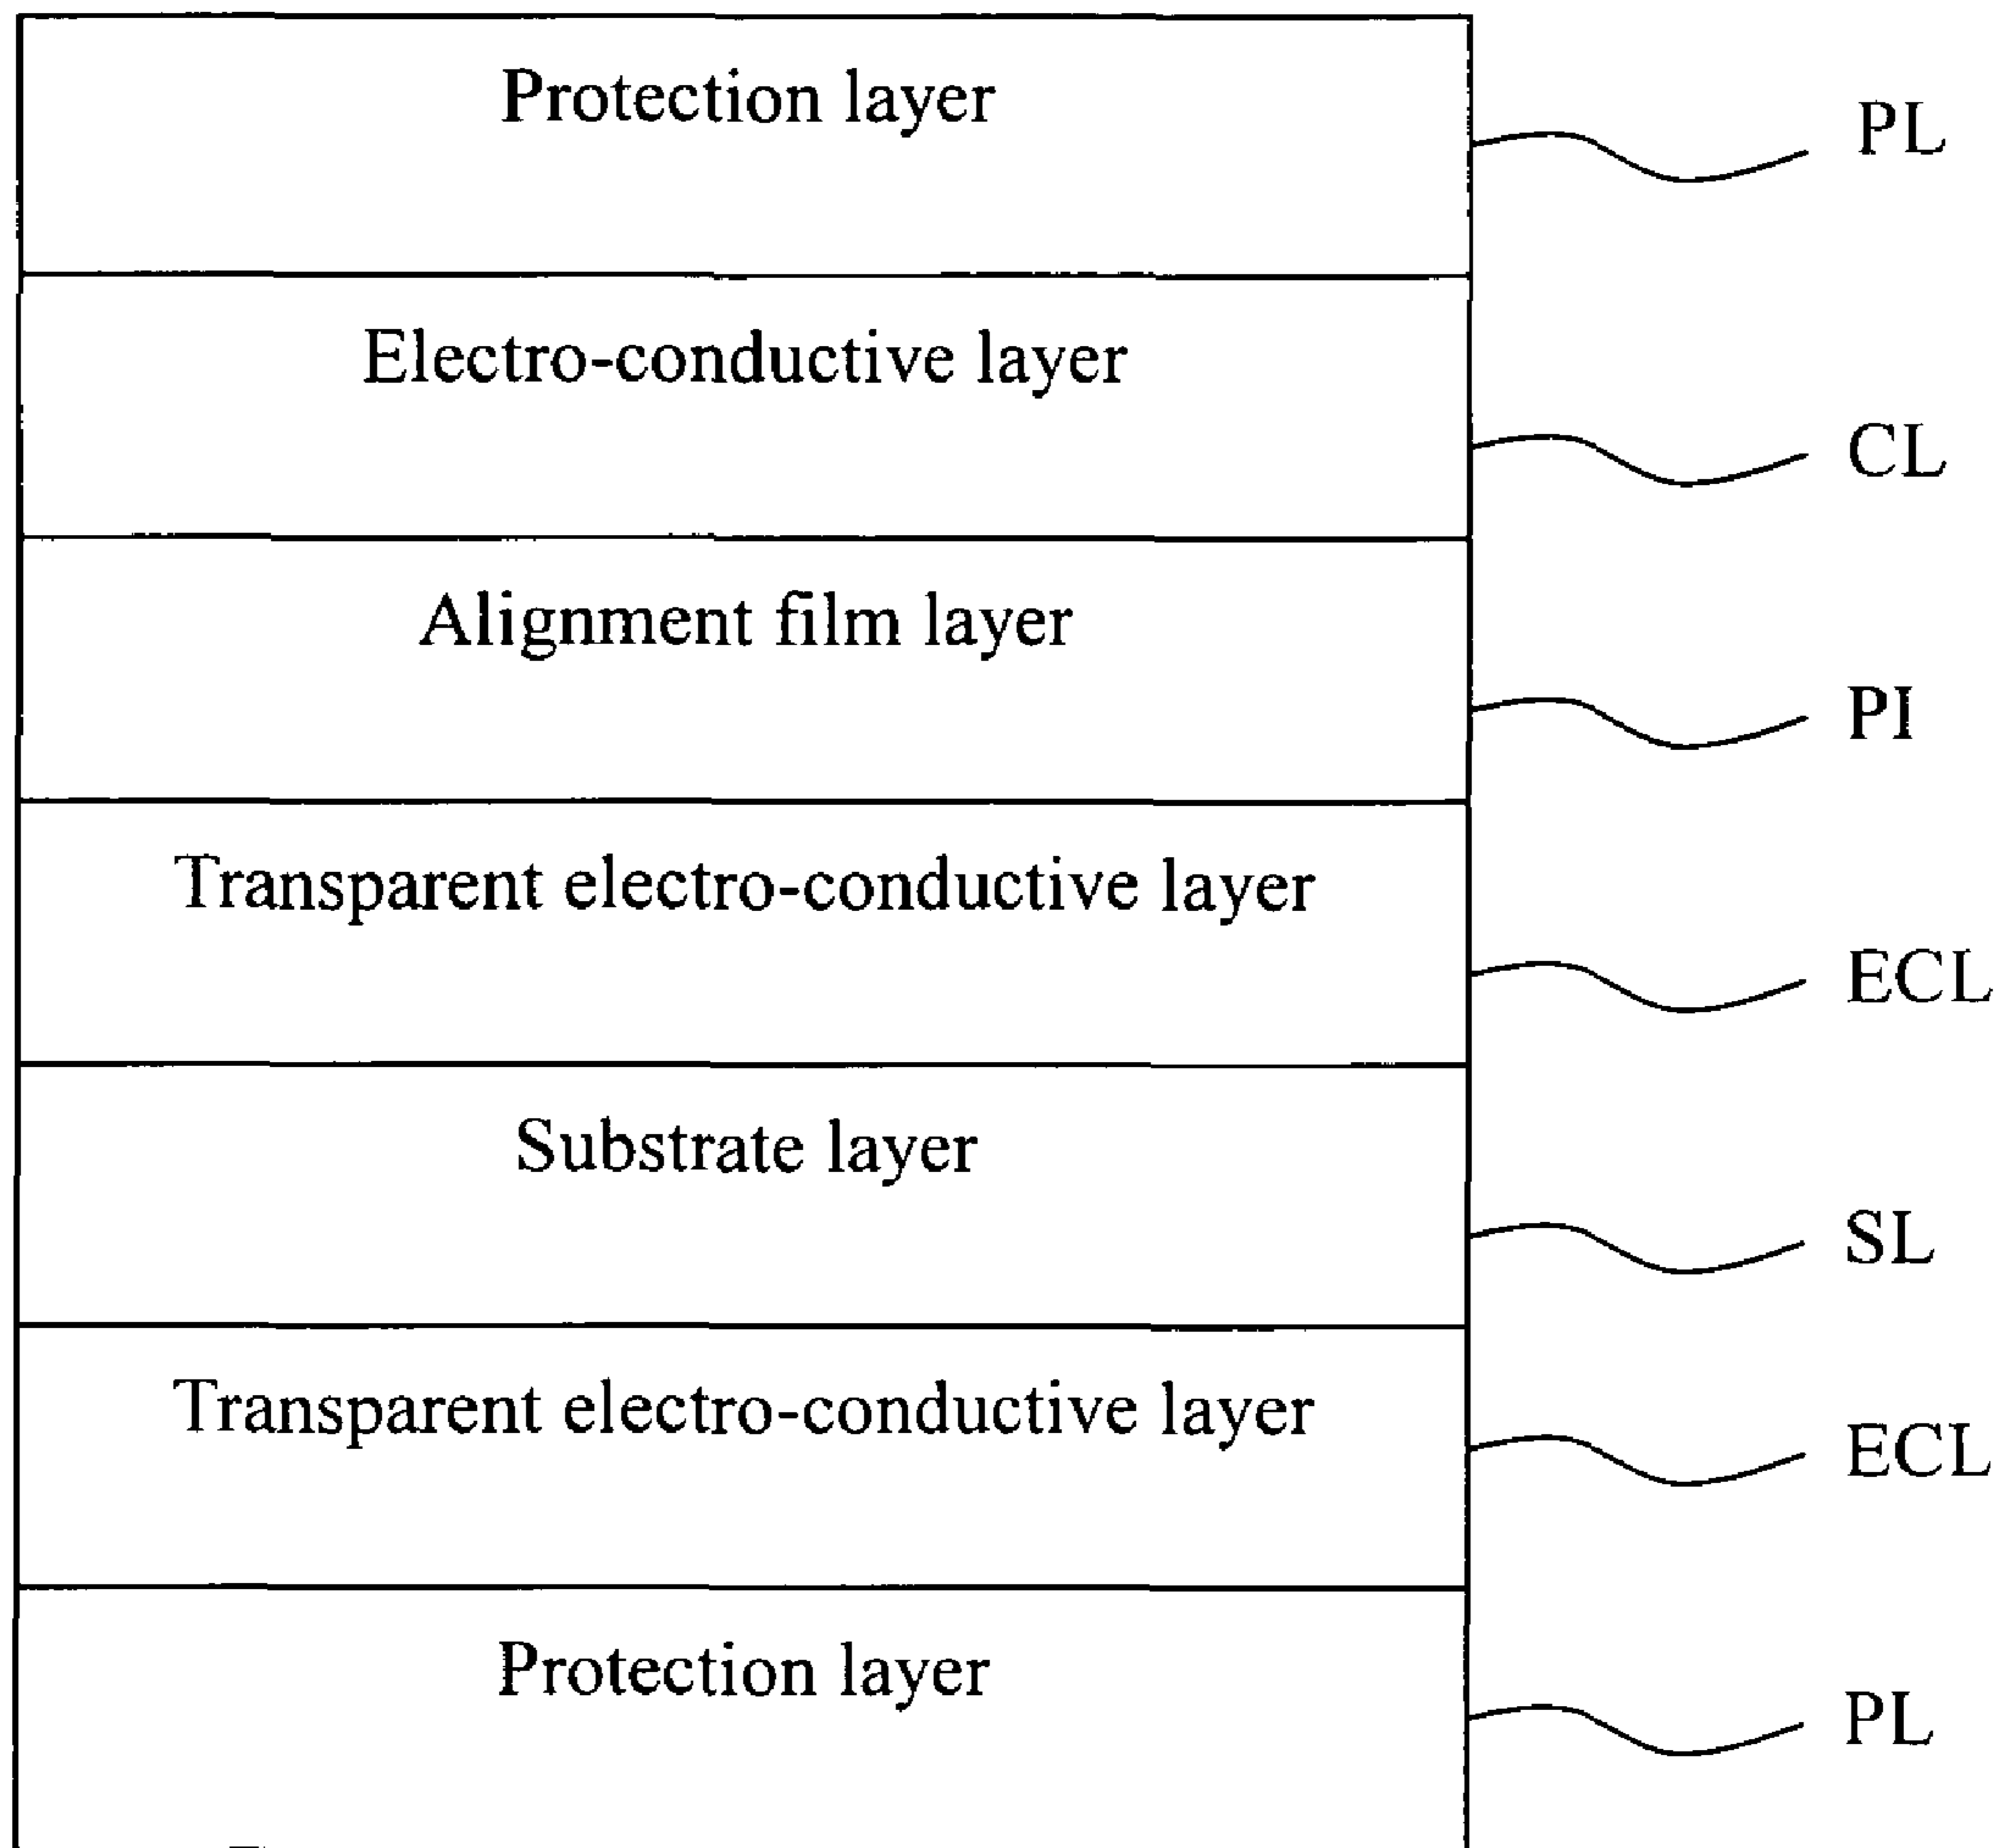 Protection layer
PL
Electro-conductive layer
CL
Alignment film layer
PI
Transparent electro-conductive layer
ECL
Substrate layer
SL
Transparent electro-conductive layer
ECL
Protection layer
PL